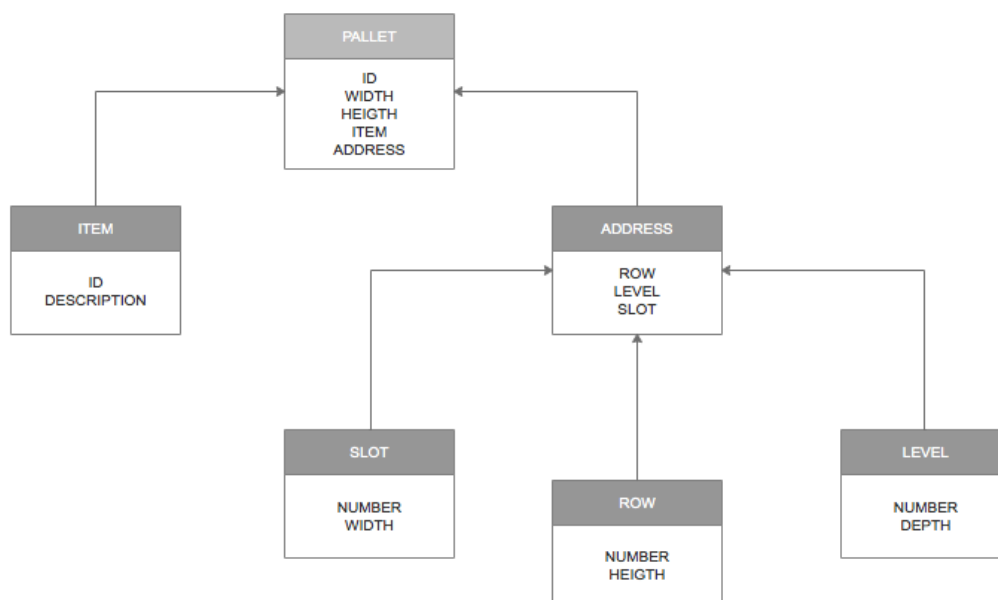 PALLET
ID
WIDTH
HEIGTH
ITEM
ADDRESS
ITEM
ID
DESCRIPTION
ADDRESS
ROW
LEVEL
SLOT
SLOT
NUMBER
WIDTH
ROW
NUMBER
HEIGTH
LEVEL
NUMBER
DEPTH